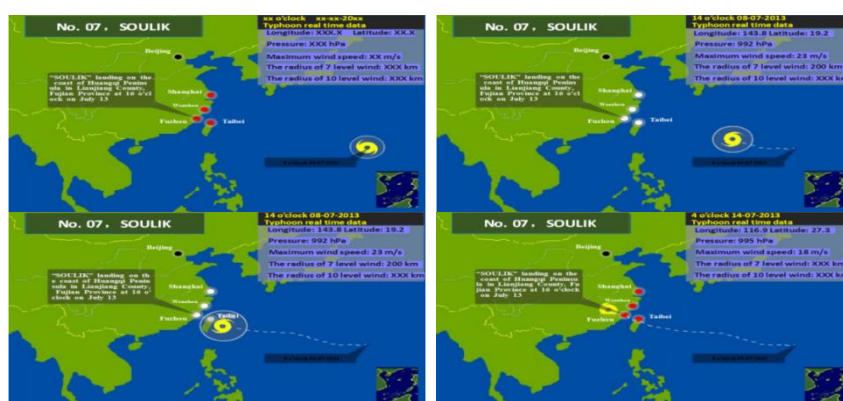 No. 07, SOULIK
xx o'clock xx-xx-20xx
Typhoon real time data
Longitude: XXX.X Latitude: XX.X
Pressure: XXX hPa
Maximum wind speed: XX m/s
The radius of 7 level wind: XXX km
The radius of 10 level wind: XXX km
Beijing
"SOULIK" landing on the
coast of Huangqi Penins
ula in Lianjiang County,
Fujian Province at 16 o'cl
ock on July 13
Shanghai
Wenzhou
Fuzhou
Taibei
No. 07, SOULIK
14 o'clock 08-07-2013
Typhoon real time data
Longitude: 143.8 Latitude: 19.2
Pressure: 992 hPa
Maximum wind speed: 23 m/s
The radius of 7 level wind: 200 km
The radius of 10 level wind: XXX km
Beijing
"SOULIK" landing on the
coast of Huangqi Penins
ula in Lianjiang County,
Fujian Province at 16 o'cl
ock on July 13
Shanghai
Wenzhou
Fuzhou
Taibei
No. 07, SOULIK
14 o'clock 08-07-2013
Typhoon real time data
Longitude: 143.8 Latitude: 19.2
Pressure: 992 hPa
Maximum wind speed: 23 m/s
The radius of 7 level wind: 200 km
The radius of 10 level wind: XXX km
Beijing
"SOULIK" landing on th
e coast of Huangqi Penin
sula in Lianjiang County,
Fujian Province at 16 o'
clock on July 13
Shanghai
Wenzhou
Fuzhou
Taibei
No. 07, SOULIK
4 o'clock 14-07-2013
Typhoon real time data
Longitude: 116.9 Latitude: 27.3
Pressure: 995 hPa
Maximum wind speed: 18 m/s
The radius of 7 level wind: XXX km
The radius of 10 level wind: XXX km
Beijing
"SOULIK" landing on the
coast of Huangqi Peninsu
la in Lianjiang County, Fu
jian Province at 16 o'clock
on July 13
Shanghai
Wenzhou
Fuzhou
Taibei